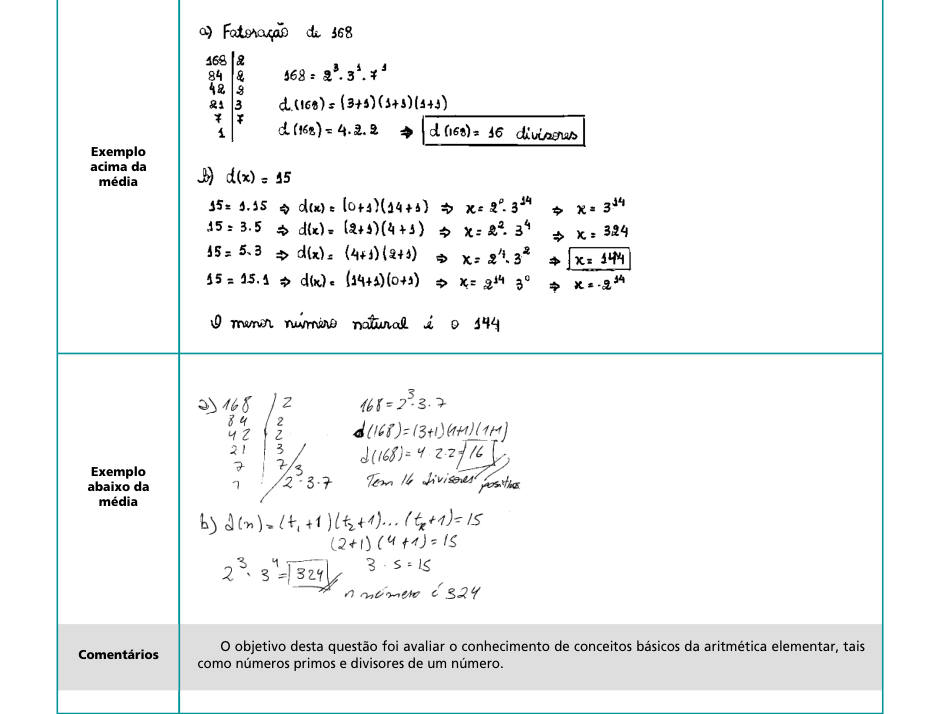 Exemplo
acima da
média
a) Fatoração de 168
168 | 2
84 | 2
42 | 2
21 | 3
7 | 7
1
168 = 2³ . 3¹ . 7¹
d(168) = (3+1)(1+1)(1+1)
d(168) = 4.2.2 ⇒ d(168) = 16 divisores
b) d(x) = 15
15 = 1.15 ⇒ d(x) = (0+1)(14+1) ⇒ x = 2⁰ . 3¹⁴ ⇒ x = 3¹⁴
15 = 3.5 ⇒ d(x) = (2+1)(4+1) ⇒ x = 2² . 3⁴ ⇒ x = 324
15 = 5.3 ⇒ d(x) = (4+1)(2+1) ⇒ x = 2⁴ . 3² ⇒ x = 144
15 = 15.1 ⇒ d(x) = (14+1)(0+1) ⇒ x = 2¹⁴ 3⁰ ⇒ x = 2¹⁴
O menor número natural é o 144
Exemplo
abaixo da
média
a) 168 / 2
84 | 2
42 | 2
21 | 3
7 | 7
1 / 2³.3.7
168 = 2³.3.7
d(168) = (3+1)(1+1)(1+1)
d(168) = 4.2.2 = 16
Tem 16 divisores positivos
b) d(n) = (t₁+1)(t₂+1)...(tₖ+1) = 15
(2+1)(4+1) = 15
3 . 5 = 15
2³ . 3⁴ = 324
n número é 324
Comentários
O objetivo desta questão foi avaliar o conhecimento de conceitos básicos da aritmética elementar, tais
como números primos e divisores de um número.